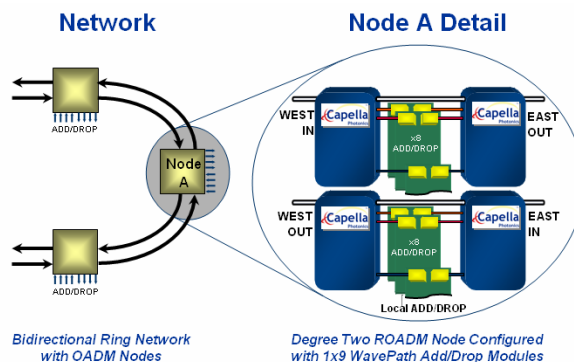 Network
Node A Detail
ADD/DROP
Node
A
ADD/DROP
WEST
IN
Capella
Photonics
x8
ADD/DROP
Capella
Photonics
EAST
OUT
WEST
OUT
Capella
Photonics
x8
ADD/DROP
Capella
Photonics
EAST
IN
Local ADD/DROP
Bidirectional Ring Network
with OADM Nodes
Degree Two ROADM Node Configured
with 1x9 WavePath Add/Drop Modules